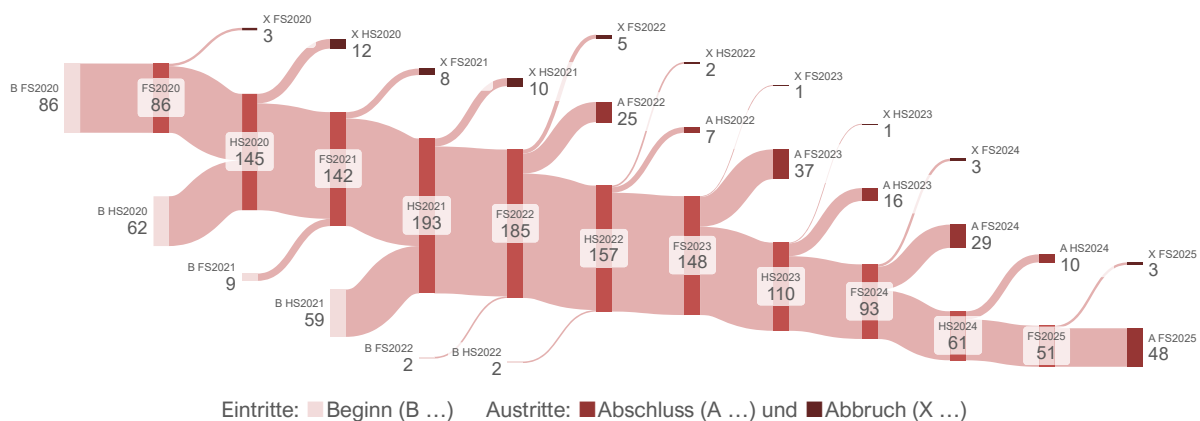 X FS2020
3
X HS2020
12
X FS2021
8
X HS2021
10
X FS2022
5
X HS2022
2
X FS2023
1
X HS2023
1
X FS2024
3
X FS2025
3
A FS2022
25
A HS2022
7
A FS2023
37
A HS2023
16
A FS2024
29
A HS2024
10
A FS2025
48
B FS2020
86
FS2020
86
HS2020
145
FS2021
142
HS2021
193
FS2022
185
HS2022
157
FS2023
148
HS2023
110
FS2024
93
HS2024
61
FS2025
51
B HS2020
62
B FS2021
9
B HS2021
59
B FS2022
2
B HS2022
2
Eintritte: Beginn (B …) Austritte: Abschluss (A …) und Abbruch (X …)